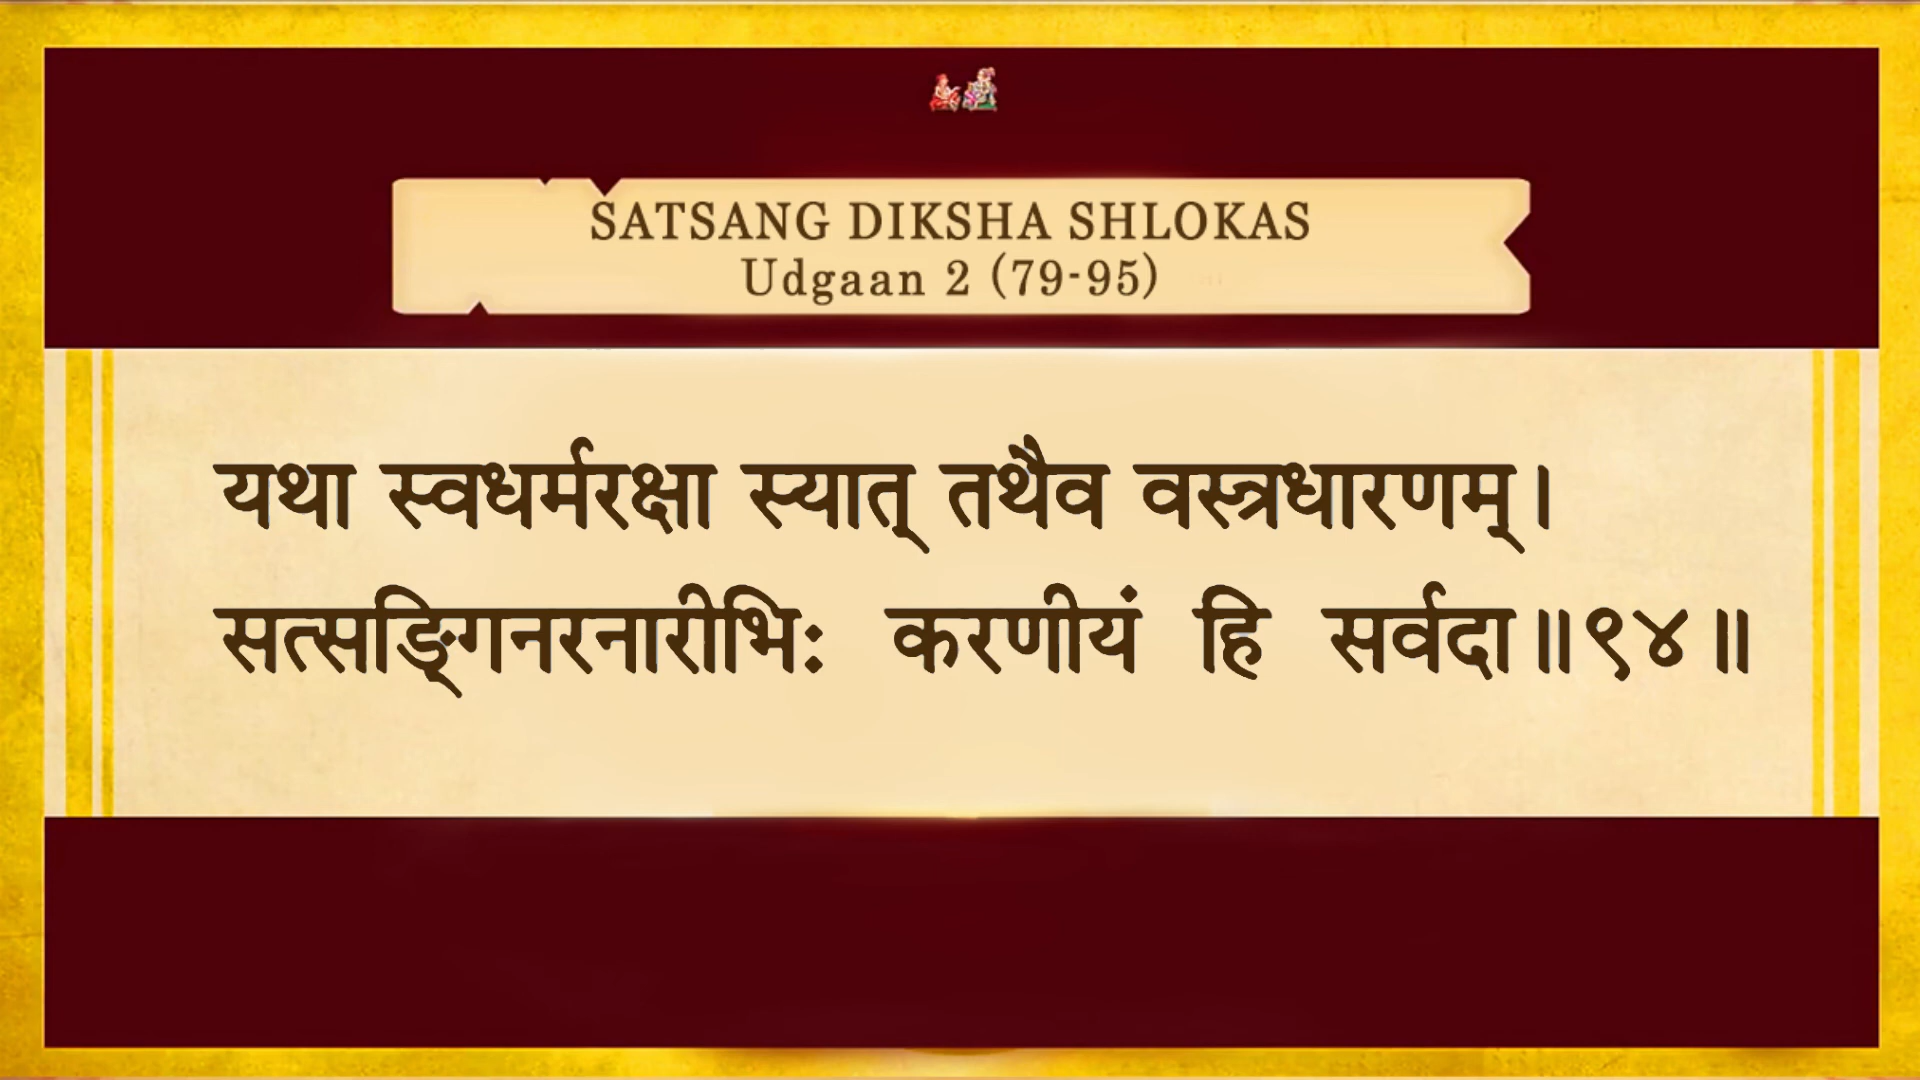 SATSANG DIKSHA SHLOKAS
Udgaan 2 (79-95)
यथा स्वधर्मरक्षा स्यात् तथैव वस्त्रधारणम्।
सत्सङ्गिनरनारीभिः करणीयं हि सर्वदा॥९४॥